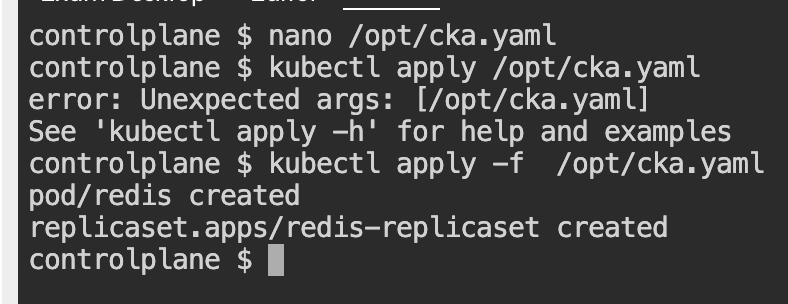 controlplane $ nano /opt/cka.yaml
controlplane $ kubectl apply /opt/cka.yaml
error: Unexpected args: [/opt/cka.yaml]
See 'kubectl apply -h' for help and examples
controlplane $ kubectl apply -f  /opt/cka.yaml
pod/redis created
replicaset.apps/redis-replicaset created
controlplane $